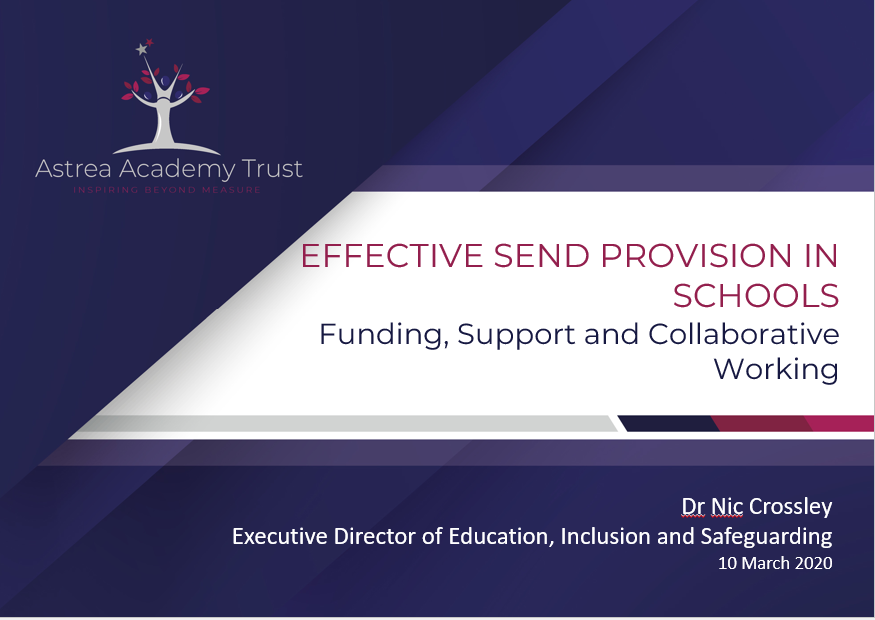 Astrea Academy Trust
INSPIRING BEYOND MEASURE
EFFECTIVE SEND PROVISION IN
SCHOOLS
Funding, Support and Collaborative
Working
Dr Nic Crossley
Executive Director of Education, Inclusion and Safeguarding
10 March 2020